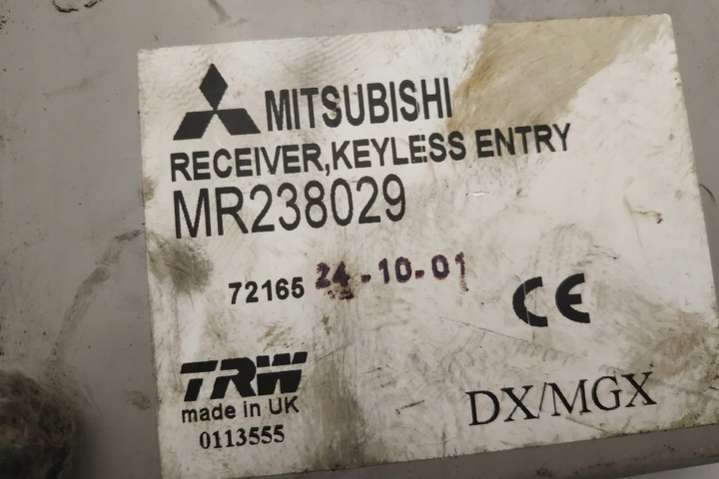 MITSUBISHI
RECEIVER,KEYLESS ENTRY
MR238029
72165 24-10-01
CE
TRW
made in UK
0113555
DX/MGX